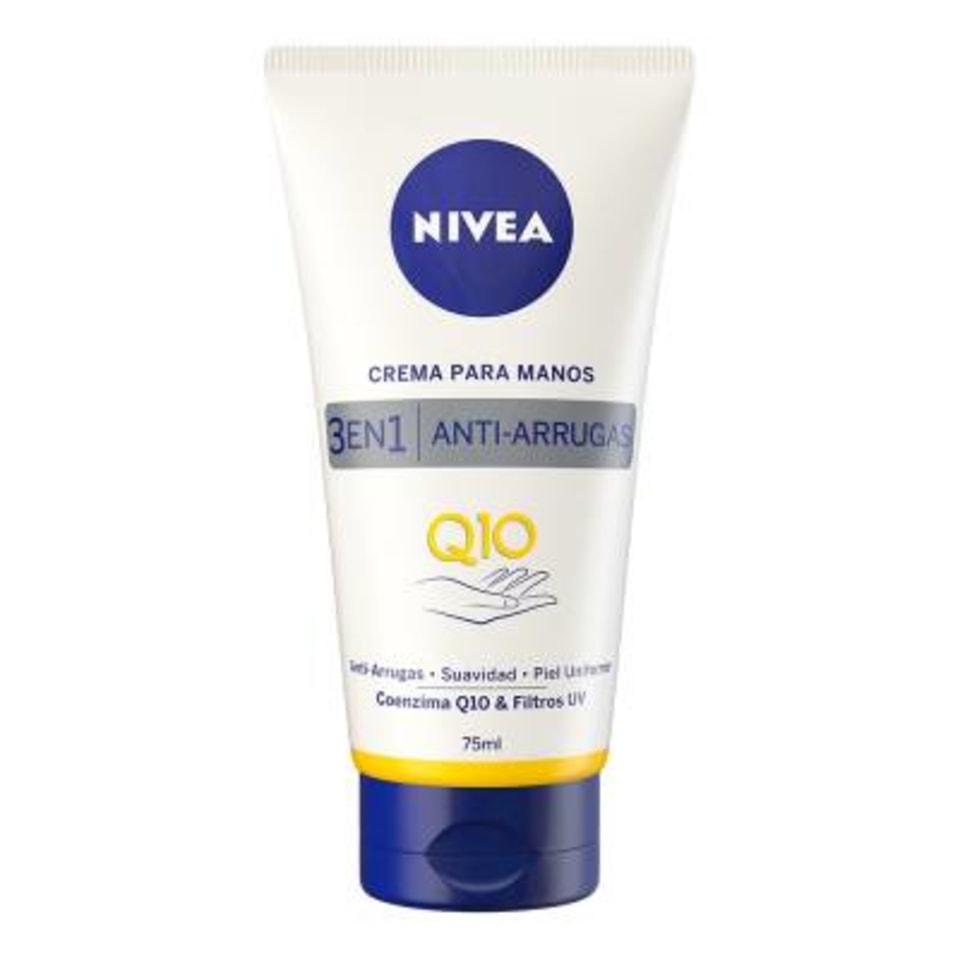 NIVEA
CREMA PARA MANOS
3EN1 ANTI-ARRUGAS
Q10
Anti-Arrugas • Suavidad • Piel Uniforme
Coenzima Q10 & Filtros UV
75ml